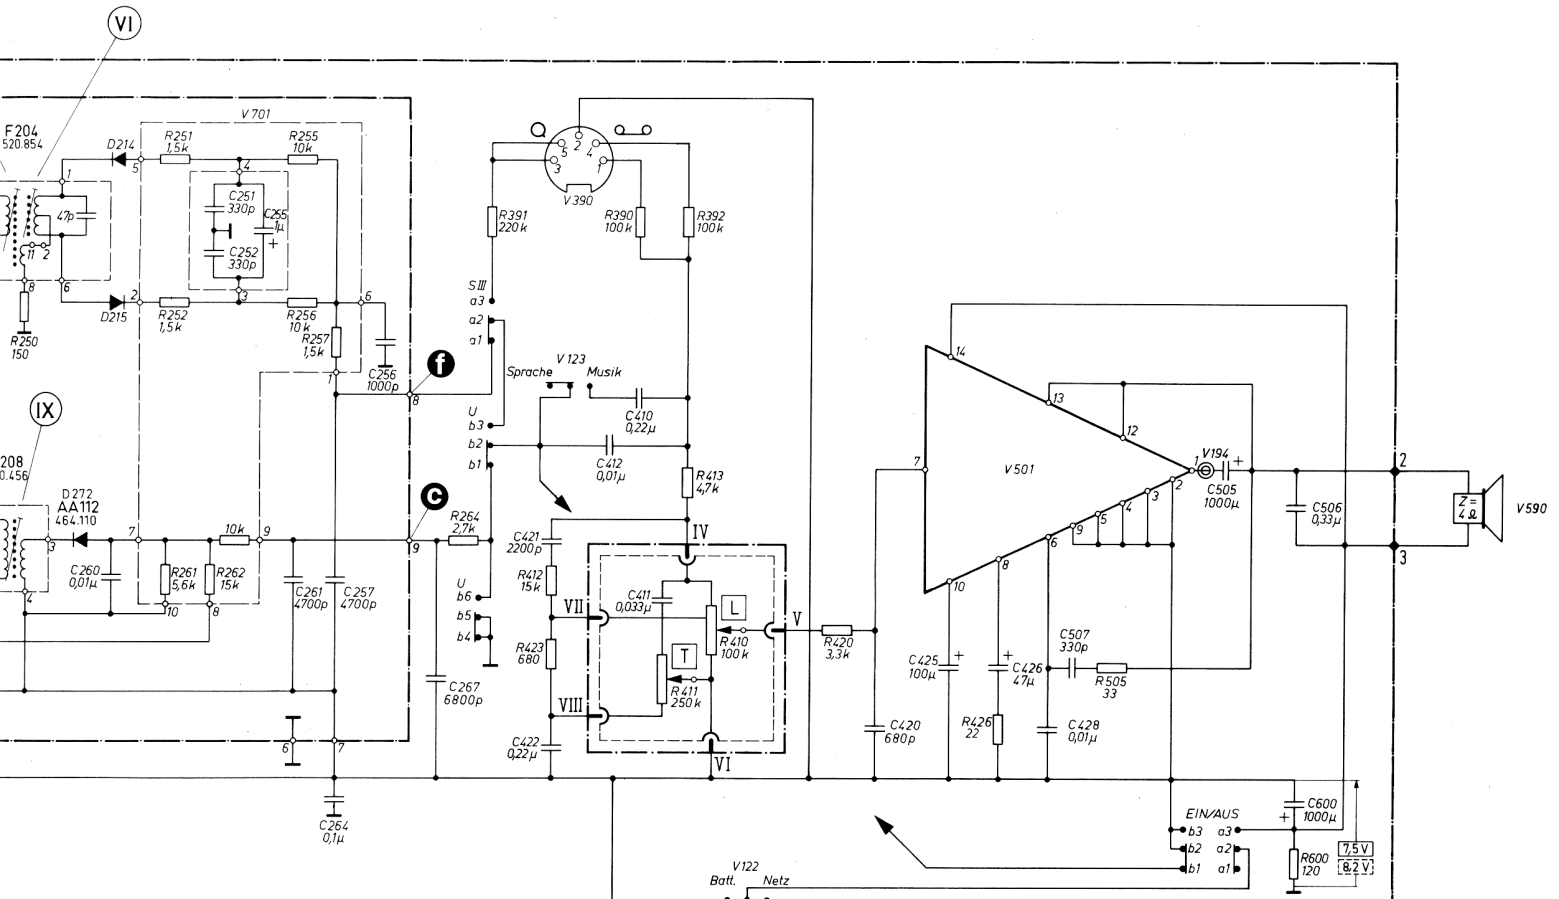 VI
F204
520.854
1
47p
11
2
8
6
R250
150
D214
5
V701
R251
1,5k
R255
10k
4
C251
330p
C255
1µ
+
C252
330p
3
D215
2
R252
1,5k
R256
10k
R257
1,5k
6
C256
1000p
1
f
8
IX
208
0.456
D272
AA112
464.110
3
4
7
C260
0,01µ
R261
5,6k
R262
15k
10k
9
10
8
C261
4700p
C257
4700p
6
7
C264
0,1µ
c
9
R264
2,7k
C267
6800p
5
2
4
3
1
V390
R391
220k
R390
100k
R392
100k
SIII
a3
a2
a1
U
b3
b2
b1
U
b6
b5
b4
V123
Sprache
Musik
C410
0,22µ
C412
0,01µ
R413
4,7k
IV
C421
2200p
R412
15k
VII
R423
680
VIII
C422
0,22µ
C411
0,033µ
L
R410
100k
T
R411
250k
V
VI
R420
3,3k
C420
680p
7
V501
14
13
12
1
2
3
4
5
9
6
8
10
V194
+
C505
1000µ
C425
100µ
+
C426
47µ
+
R426
22
C507
330p
R505
33
C428
0,01µ
C506
0,33µ
2
3
Z=
4Ω
V590
EIN/AUS
b3
a3
b2
a2
b1
a1
C600
1000µ
+
R600
120
7,5V
8,2V
V122
Batt.
Netz